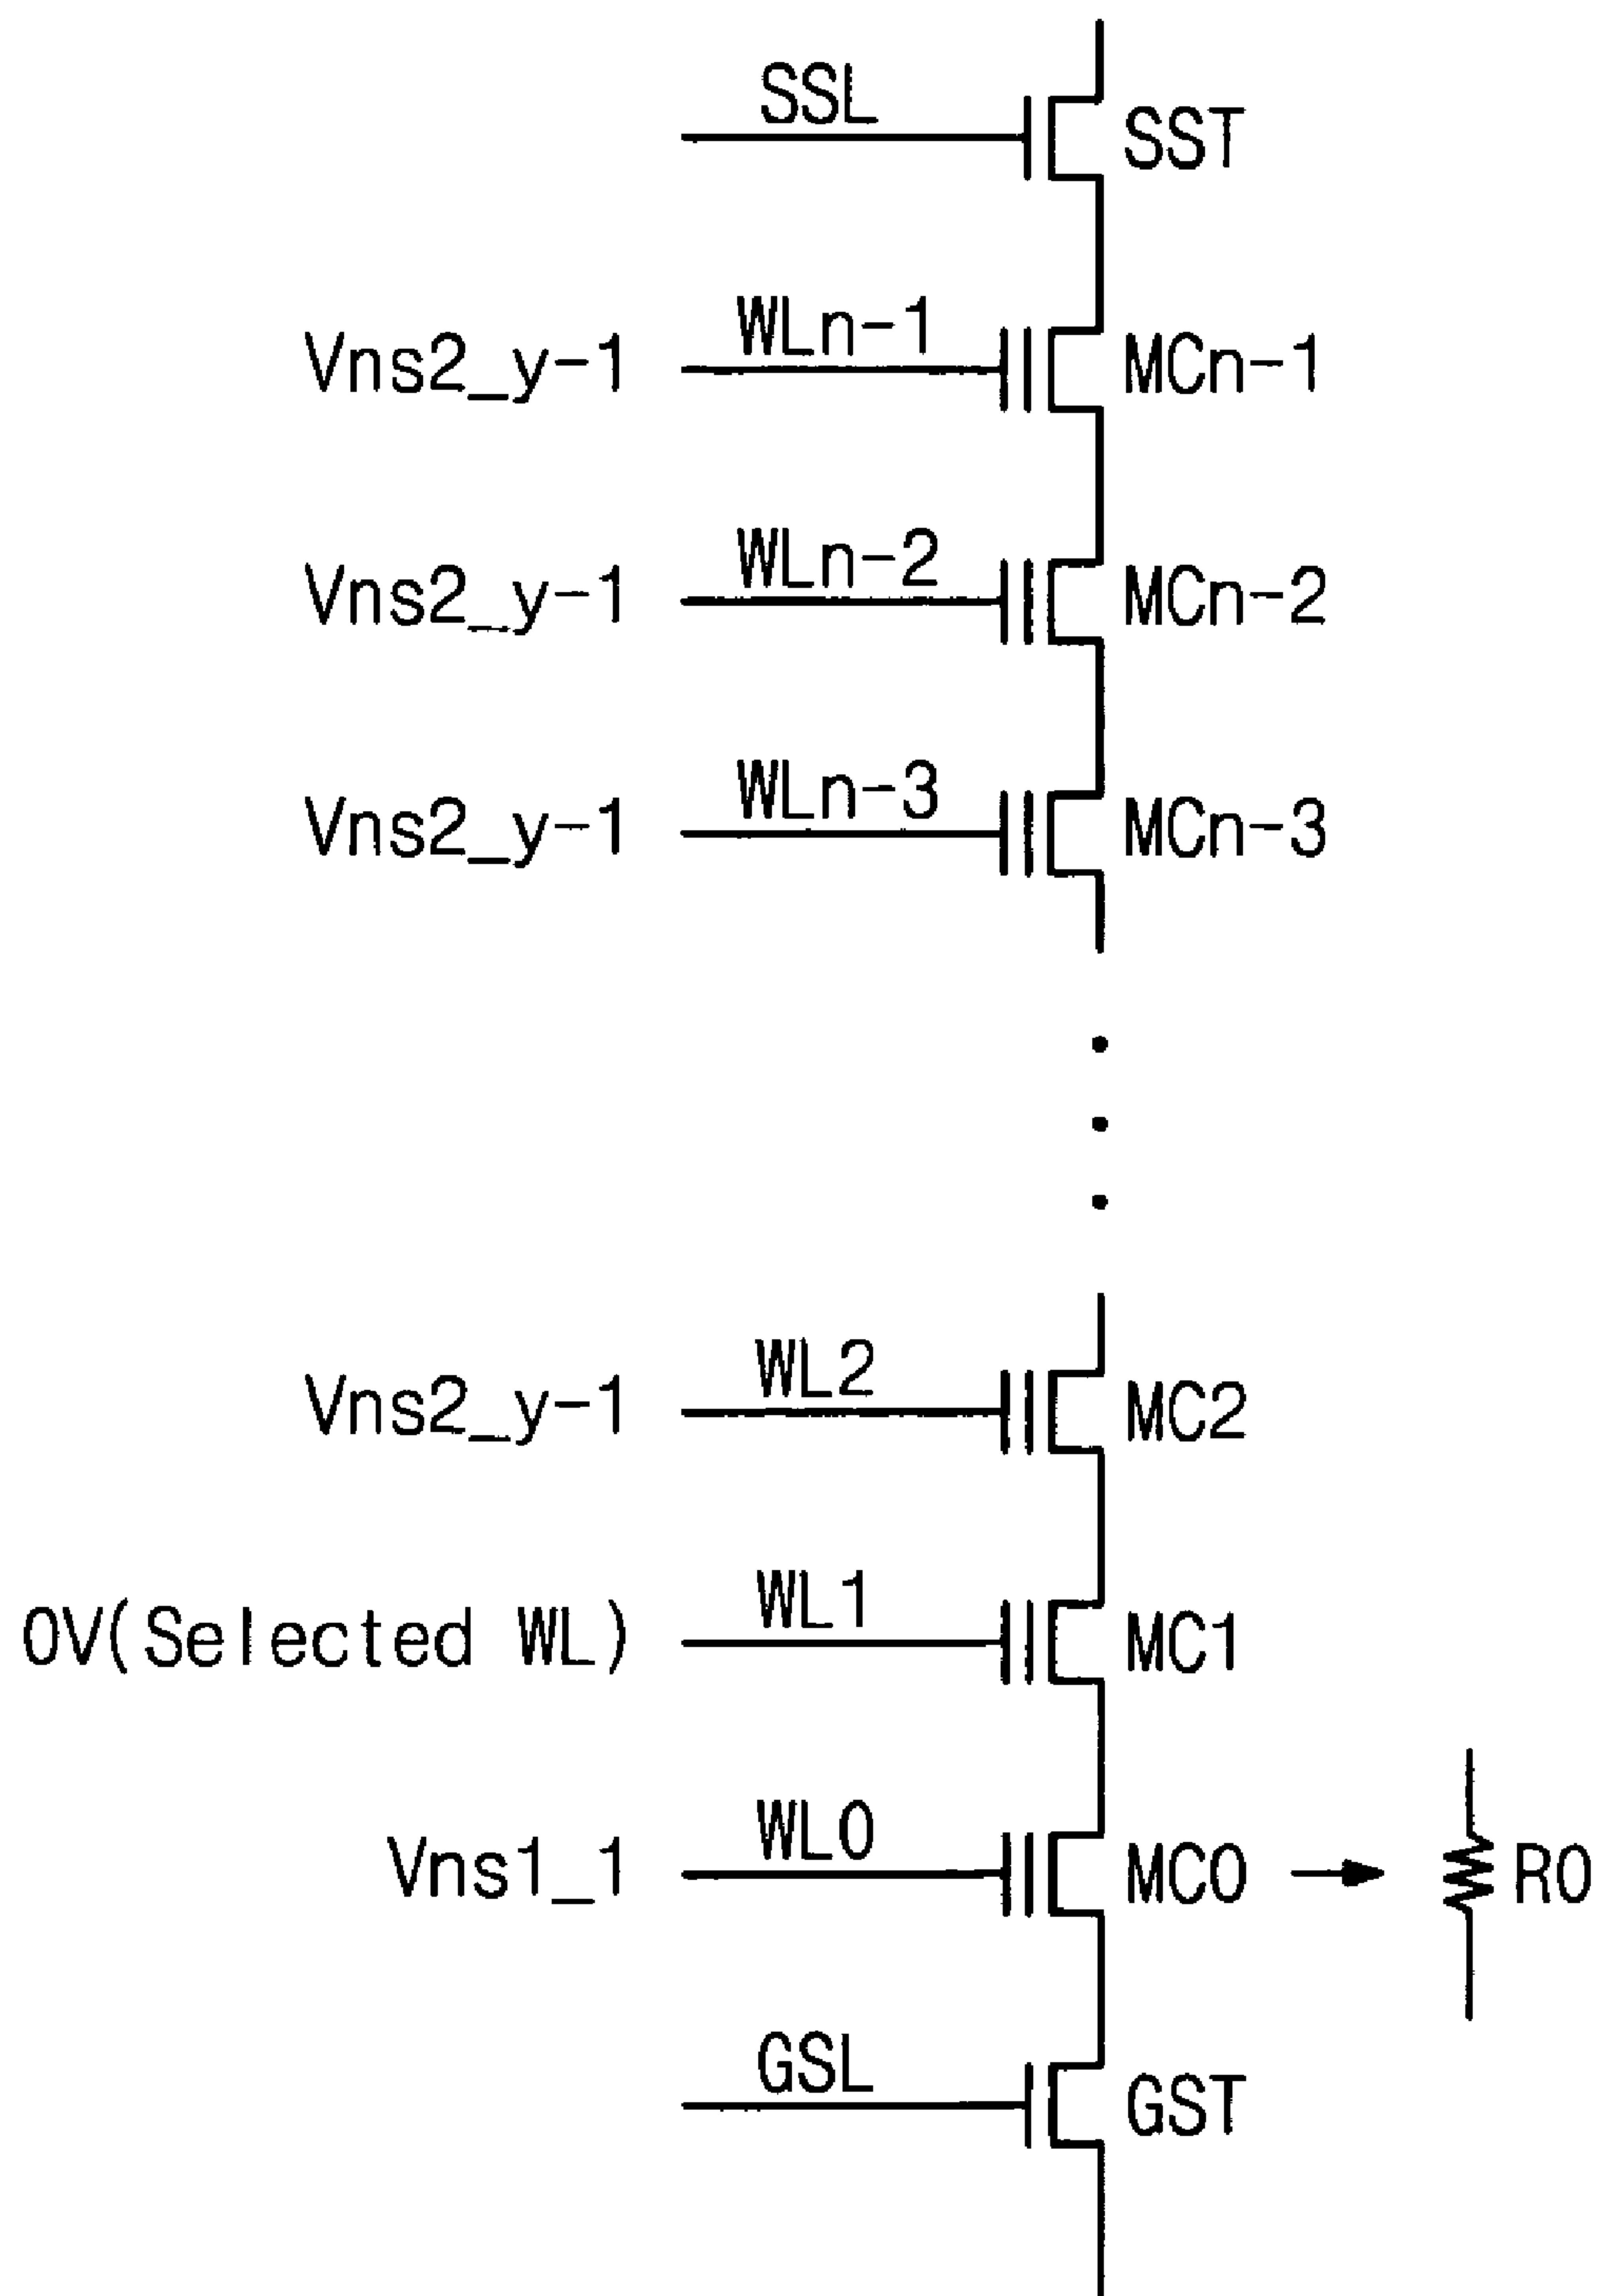 SSL SST
Vns2_y-1 WLn-1 MCn-1
Vns2_y-1 WLn-2 MCn-2
Vns2_y-1 WLn-3 MCn-3
Vns2_y-1 WL2 MC2
0V(Selected WL) WL1 MC1
Vns1_1 WL0 MC0 R0
GSL GST